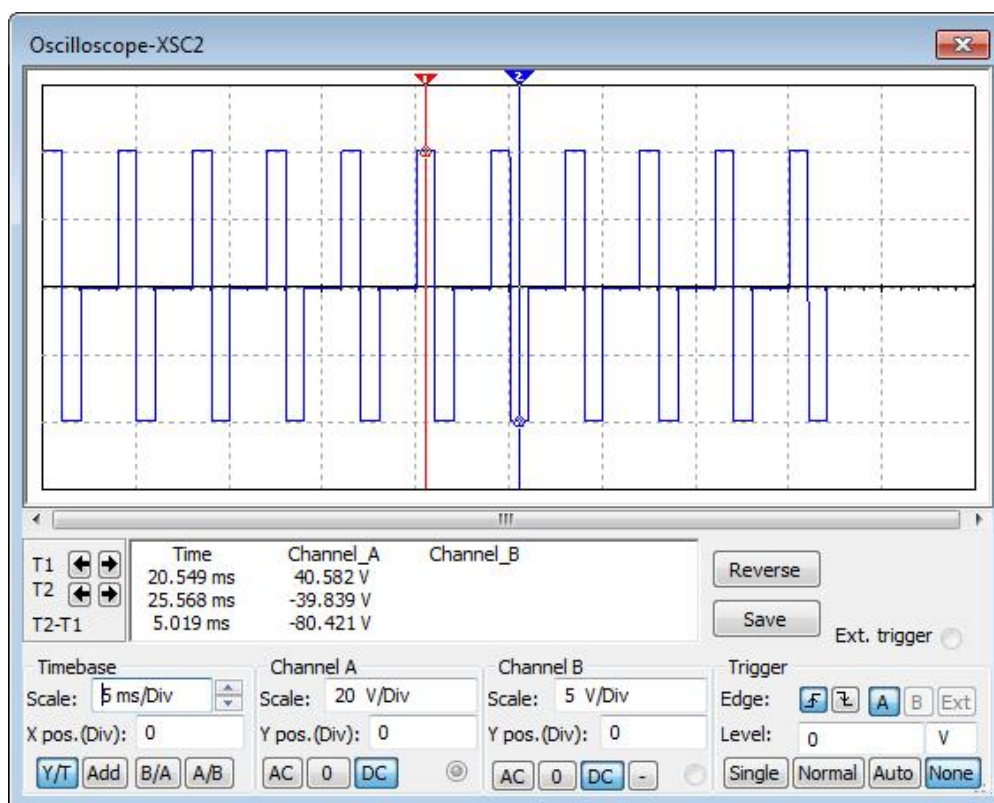 Oscilloscope-XSC2
1 2
T1
T2
T2-T1
Time Channel_A Channel_B
20.549 ms 40.582 V
25.568 ms -39.839 V
5.019 ms -80.421 V
Reverse
Save
Ext. trigger
Timebase
Scale: 5 ms/Div
X pos.(Div): 0
Y/T Add B/A A/B
Channel A
Scale: 20 V/Div
Y pos.(Div): 0
AC 0 DC
Channel B
Scale: 5 V/Div
Y pos.(Div): 0
AC 0 DC -
Trigger
Edge: A B Ext
Level: 0 V
Single Normal Auto None